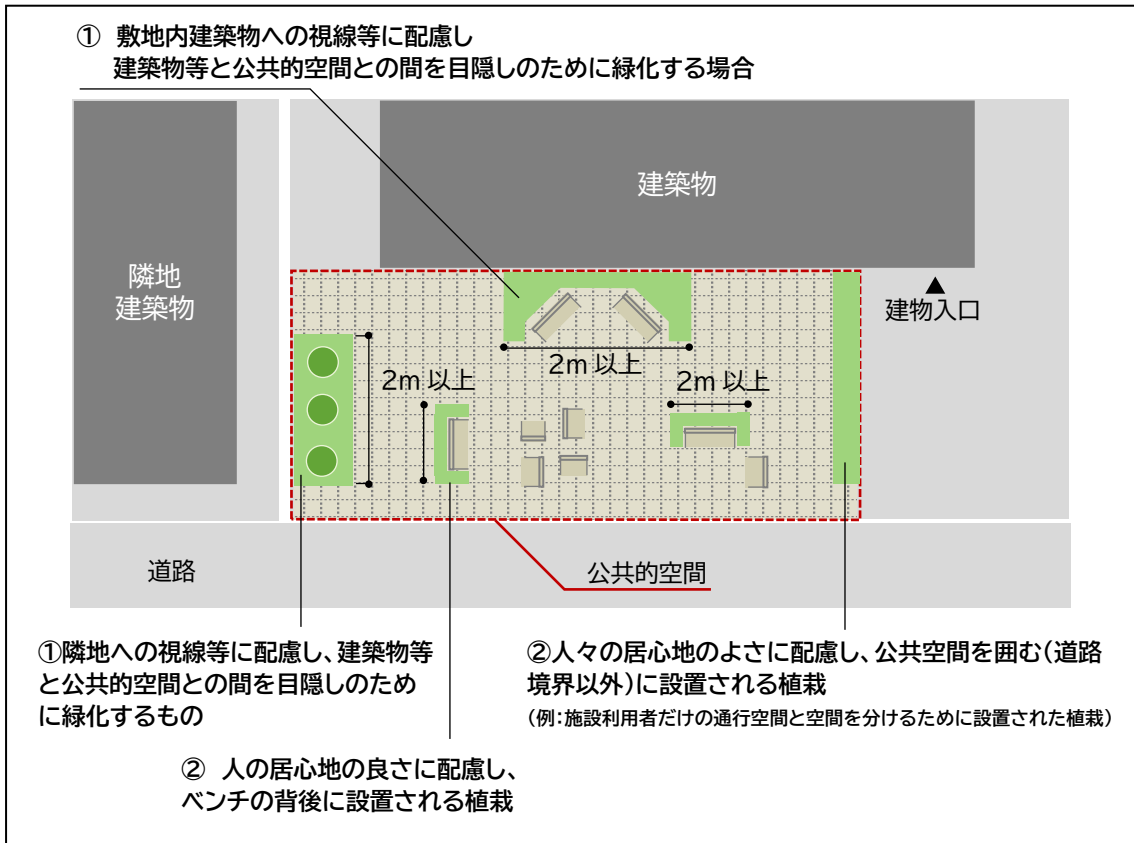 ① 敷地内建築物への視線等に配慮し
建築物等と公共的空間との間を目隠しのために緑化する場合
建築物
隣地
建築物
▲
建物入口
2m 以上
2m 以上
2m 以上
道路
公共的空間
①隣地への視線等に配慮し、建築物等
と公共的空間との間を目隠しのため
に緑化するもの
②人々の居心地のよさに配慮し、公共空間を囲む(道路
境界以外)に設置される植栽
(例:施設利用者だけの通行空間と空間を分けるために設置された植栽)
② 人の居心地の良さに配慮し、
ベンチの背後に設置される植栽